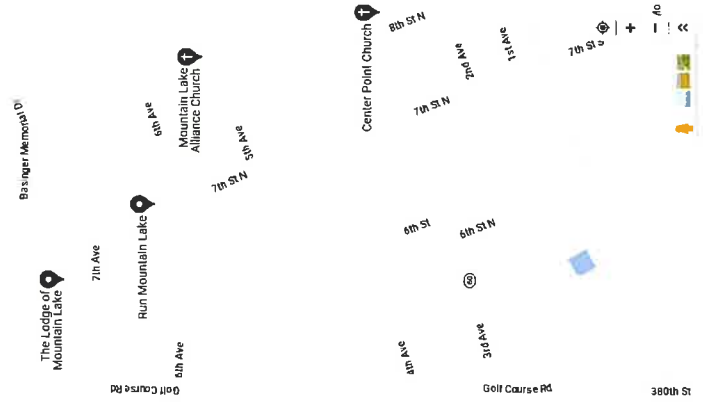 8th St N
Center Point Church
2nd Ave
1st Ave
7th St S
7th St N
Mountain Lake
Alliance Church
6th Ave
5th Ave
7th St N
Basinger Memorial Dr
Run Mountain Lake
7th Ave
The Lodge of
Mountain Lake
6th St
6th St N
60
6th Ave
4th Ave
3rd Ave
Golf Course Rd
Golf Course Rd
380th St